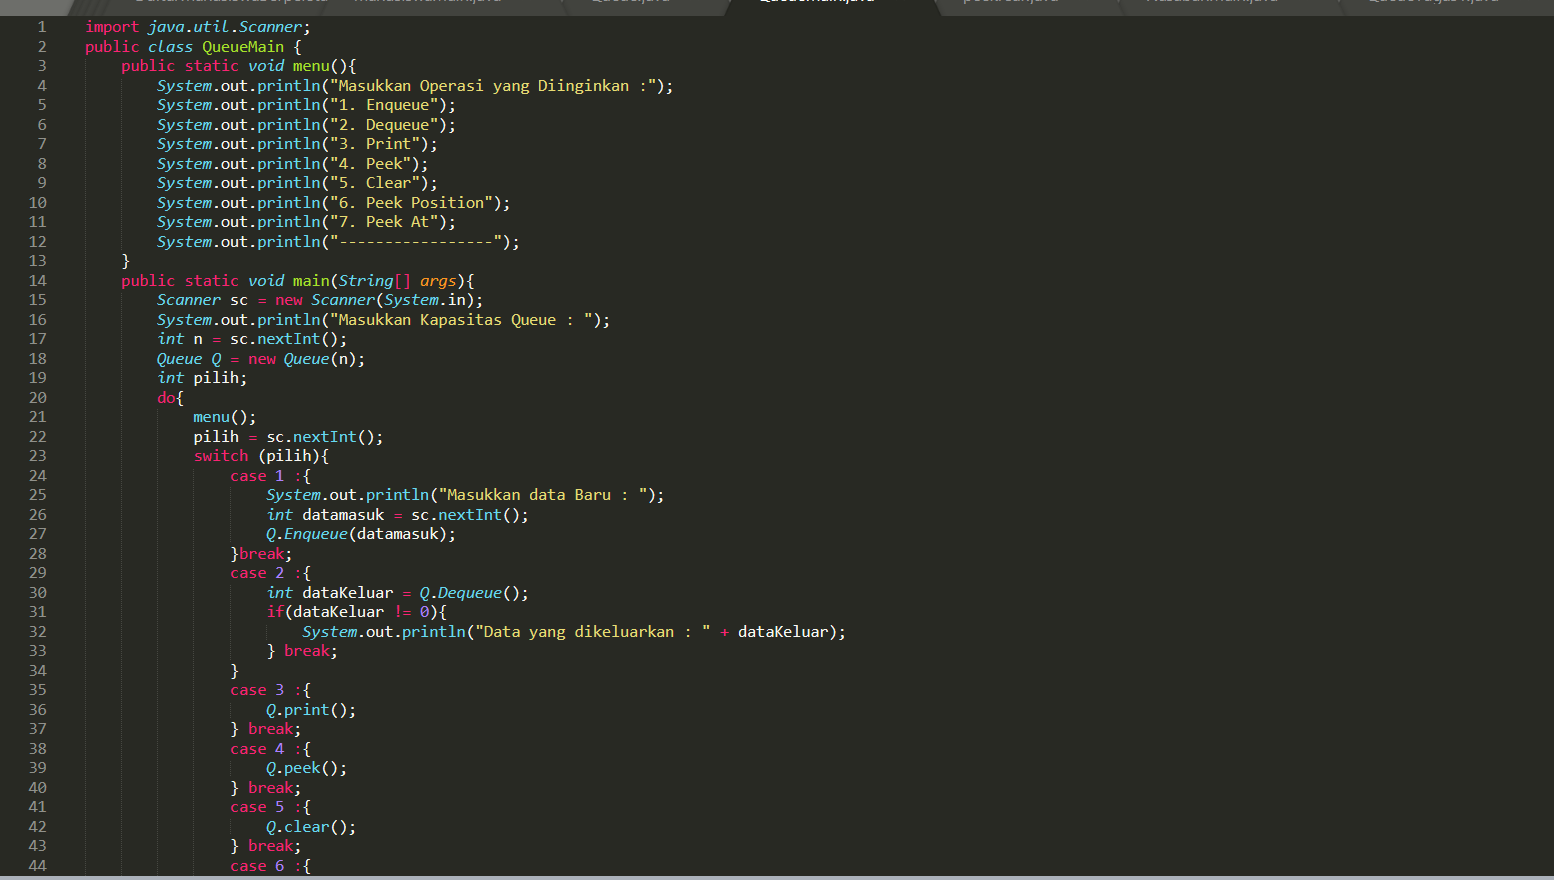 1 import java.util.Scanner;
2 public class QueueMain {
3 public static void menu(){
4 System.out.println("Masukkan Operasi yang Diinginkan :");
5 System.out.println("1. Enqueue");
6 System.out.println("2. Dequeue");
7 System.out.println("3. Print");
8 System.out.println("4. Peek");
9 System.out.println("5. Clear");
10 System.out.println("6. Peek Position");
11 System.out.println("7. Peek At");
12 System.out.println("-----------------");
13 }
14 public static void main(String[] args){
15 Scanner sc = new Scanner(System.in);
16 System.out.println("Masukkan Kapasitas Queue : ");
17 int n = sc.nextInt();
18 Queue Q = new Queue(n);
19 int pilih;
20 do{
21 menu();
22 pilih = sc.nextInt();
23 switch (pilih){
24 case 1 :{
25 System.out.println("Masukkan data Baru : ");
26 int datamasuk = sc.nextInt();
27 Q.Enqueue(datamasuk);
28 }break;
29 case 2 :{
30 int dataKeluar = Q.Dequeue();
31 if(dataKeluar != 0){
32 System.out.println("Data yang dikeluarkan : " + dataKeluar);
33 } break;
34 }
35 case 3 :{
36 Q.print();
37 } break;
38 case 4 :{
39 Q.peek();
40 } break;
41 case 5 :{
42 Q.clear();
43 } break;
44 case 6 :{